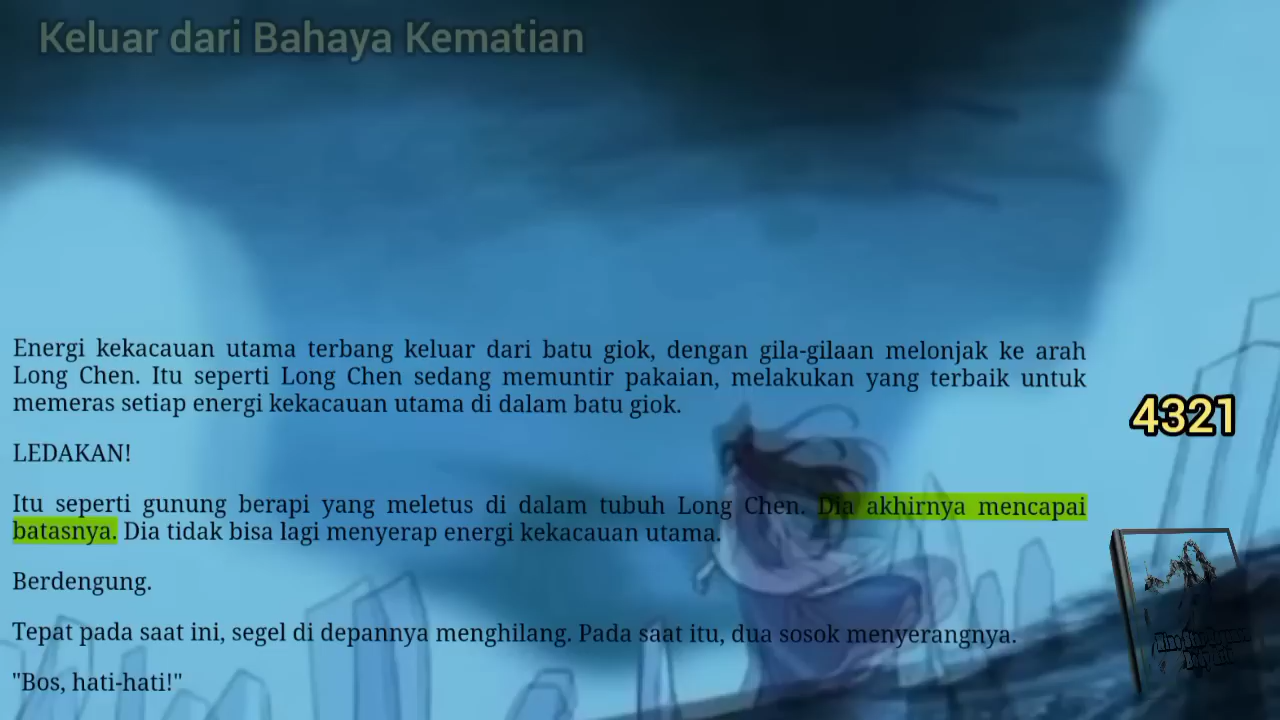 Keluar dari Bahaya Kematian
Energi kekacauan utama terbang keluar dari batu giok, dengan gila-gilaan melonjak ke arah
Long Chen. Itu seperti Long Chen sedang memuntir pakaian, melakukan yang terbaik untuk
memeras setiap energi kekacauan utama di dalam batu giok.
4321
LEDAKAN!
Itu seperti gunung berapi yang meletus di dalam tubuh Long Chen. Dia akhirnya mencapai
batasnya. Dia tidak bisa lagi menyerap energi kekacauan utama.
Berdengung.
Tepat pada saat ini, segel di depannya menghilang. Pada saat itu, dua sosok menyerangnya.
"Bos, hati-hati!"